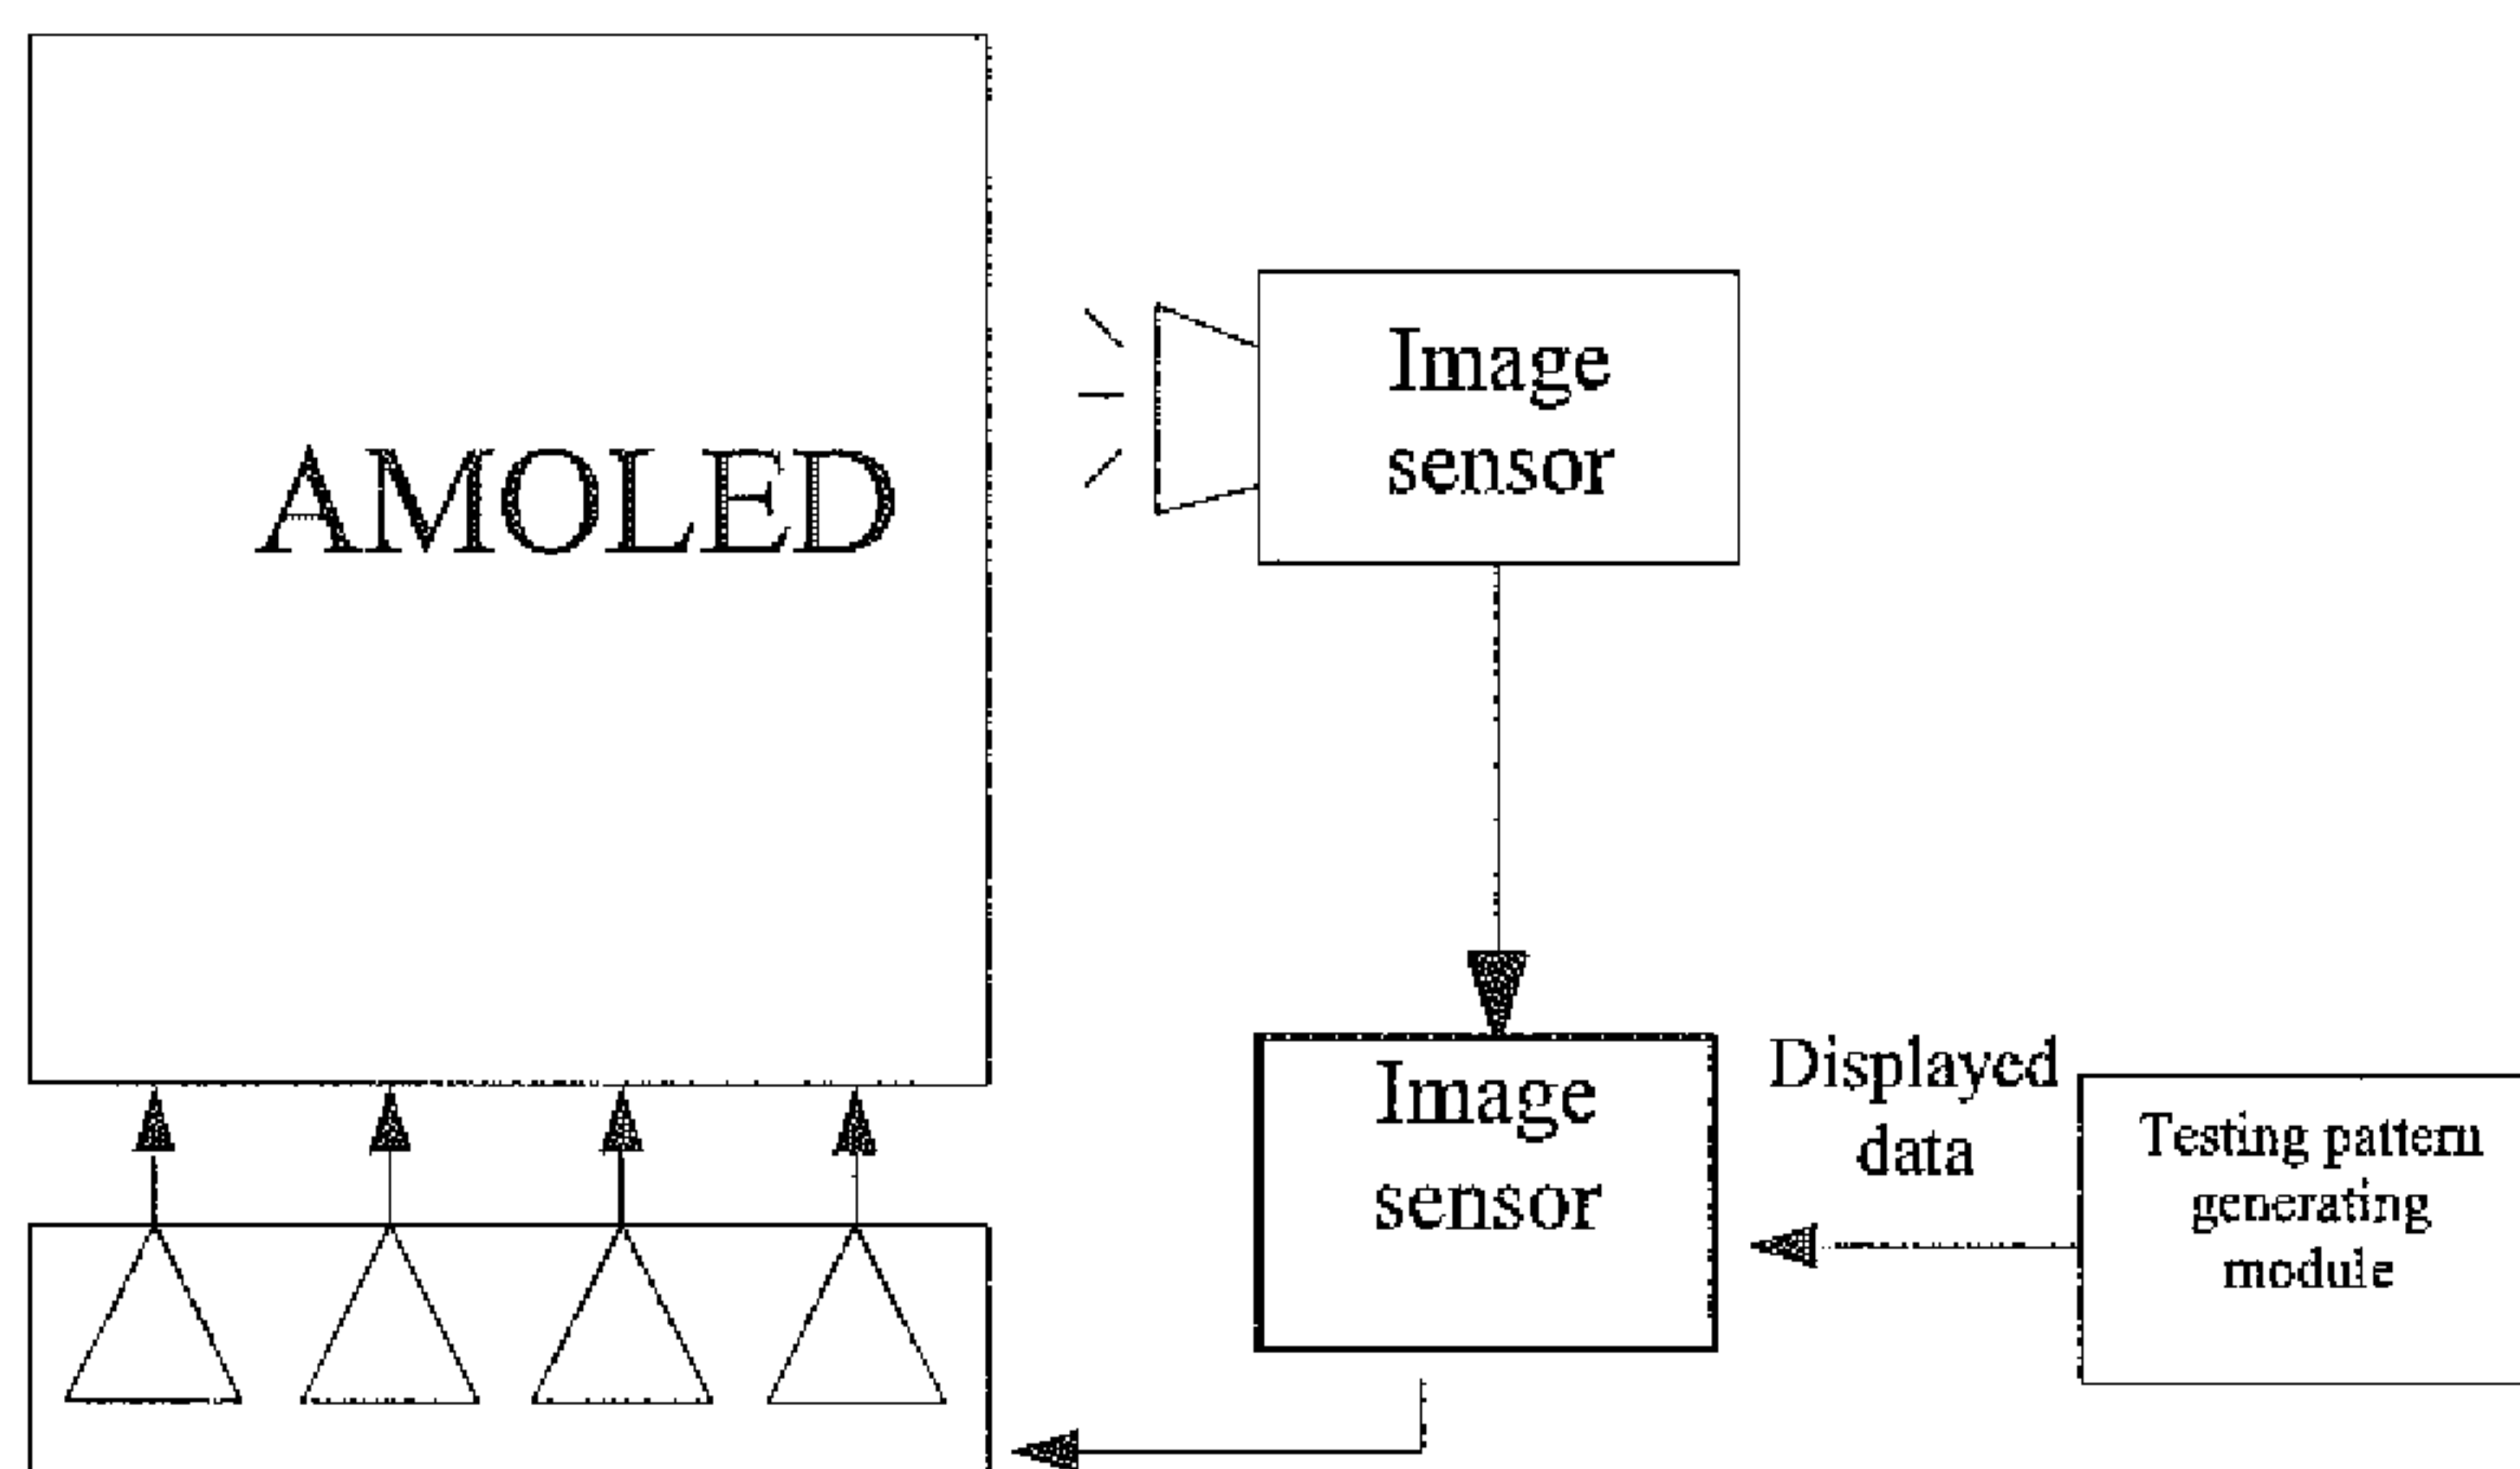 AMOLED
Image
sensor
Image
sensor
Displayed
data
Testing pattern
generating
module